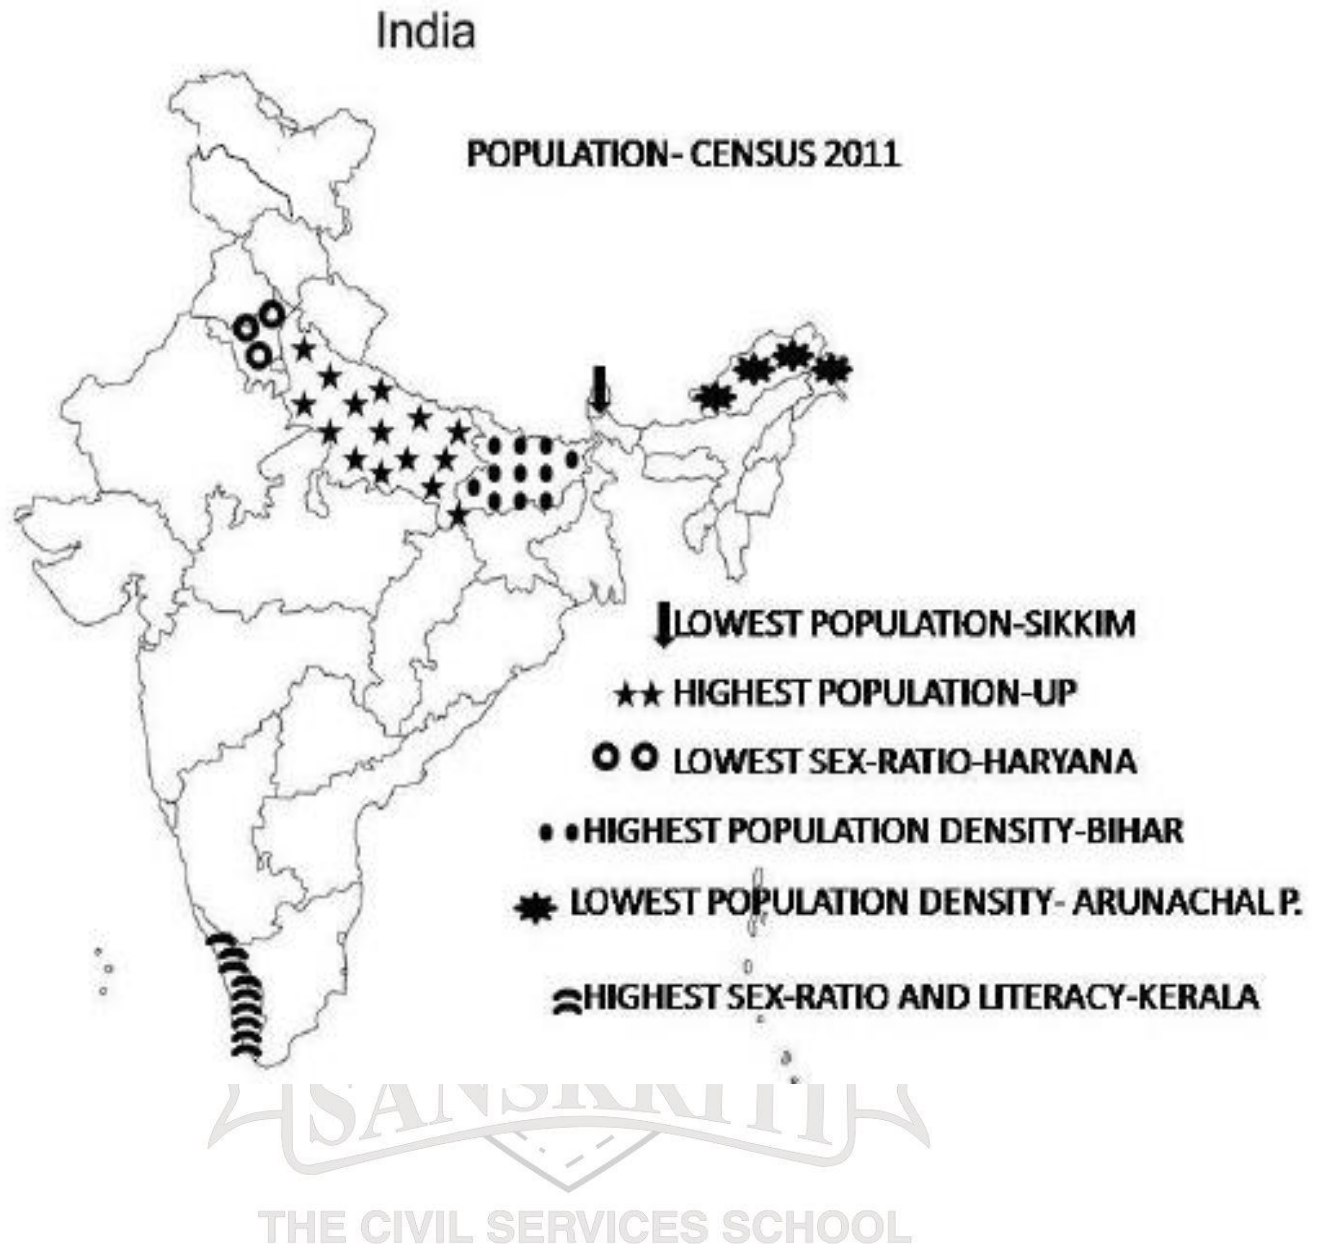 India
POPULATION- CENSUS 2011
LOWEST POPULATION-SIKKIM
HIGHEST POPULATION-UP
LOWEST SEX-RATIO-HARYANA
HIGHEST POPULATION DENSITY-BIHAR
LOWEST POPULATION DENSITY- ARUNACHAL P.
HIGHEST SEX-RATIO AND LITERACY-KERALA
SANSKRITI
THE CIVIL SERVICES SCHOOL